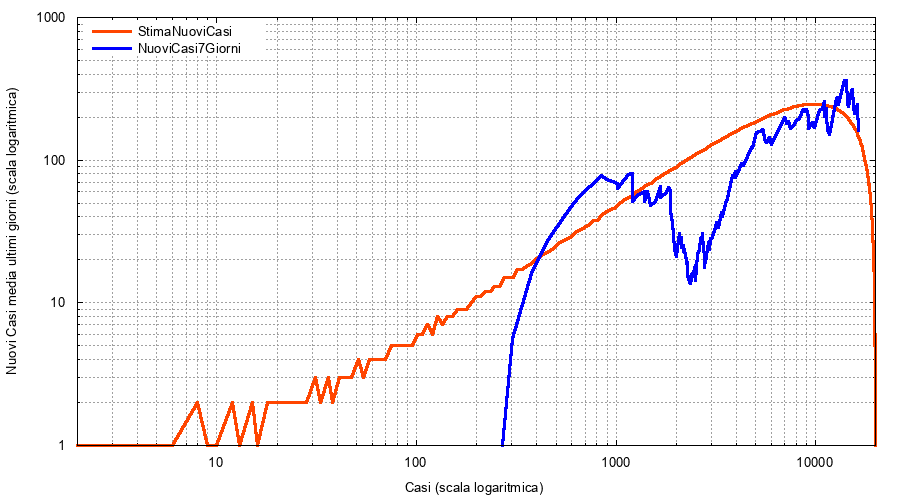 1000
StimaNuoviCasi
NuoviCasi7Giorni
100
10
1
Nuovi Casi media ultimi giorni (scala logaritmica)
10 100 1000 10000
Casi (scala logaritmica)